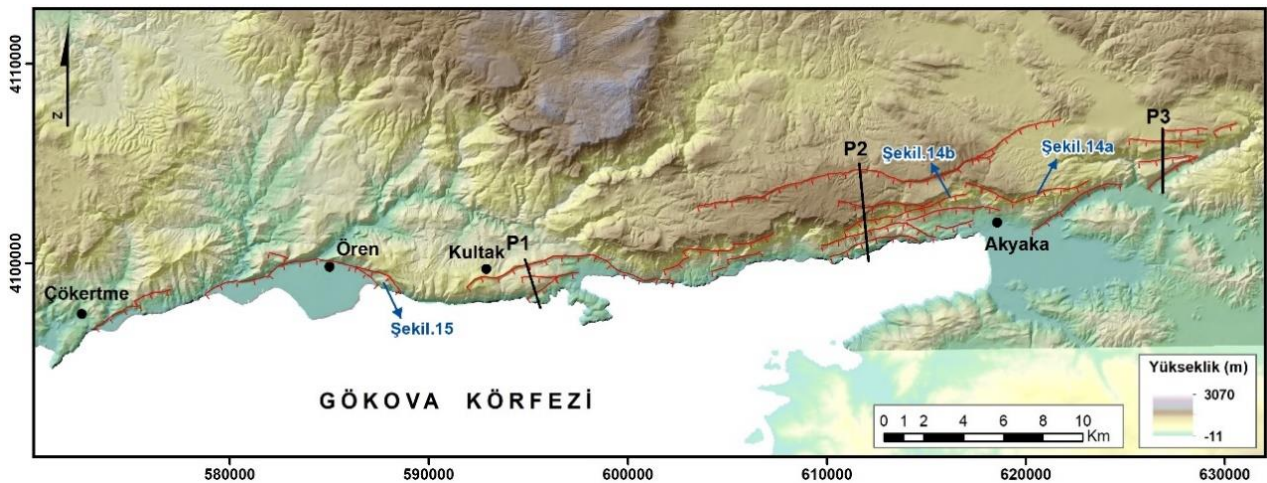 4110000
4100000
N
P3
P2
Şekil.14b
Şekil.14a
Akyaka
Ören
Kultak
P1
Çökertme
Şekil.15
GÖKOVA KÖRFEZİ
Yükseklik (m)
3070
-11
0 1 2 4 6 8 10
Km
580000 590000 600000 610000 620000 630000